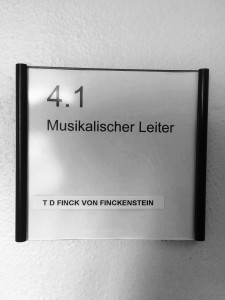 4.1
Musikalischer Leiter
T D FINCK VON FINCKENSTEIN